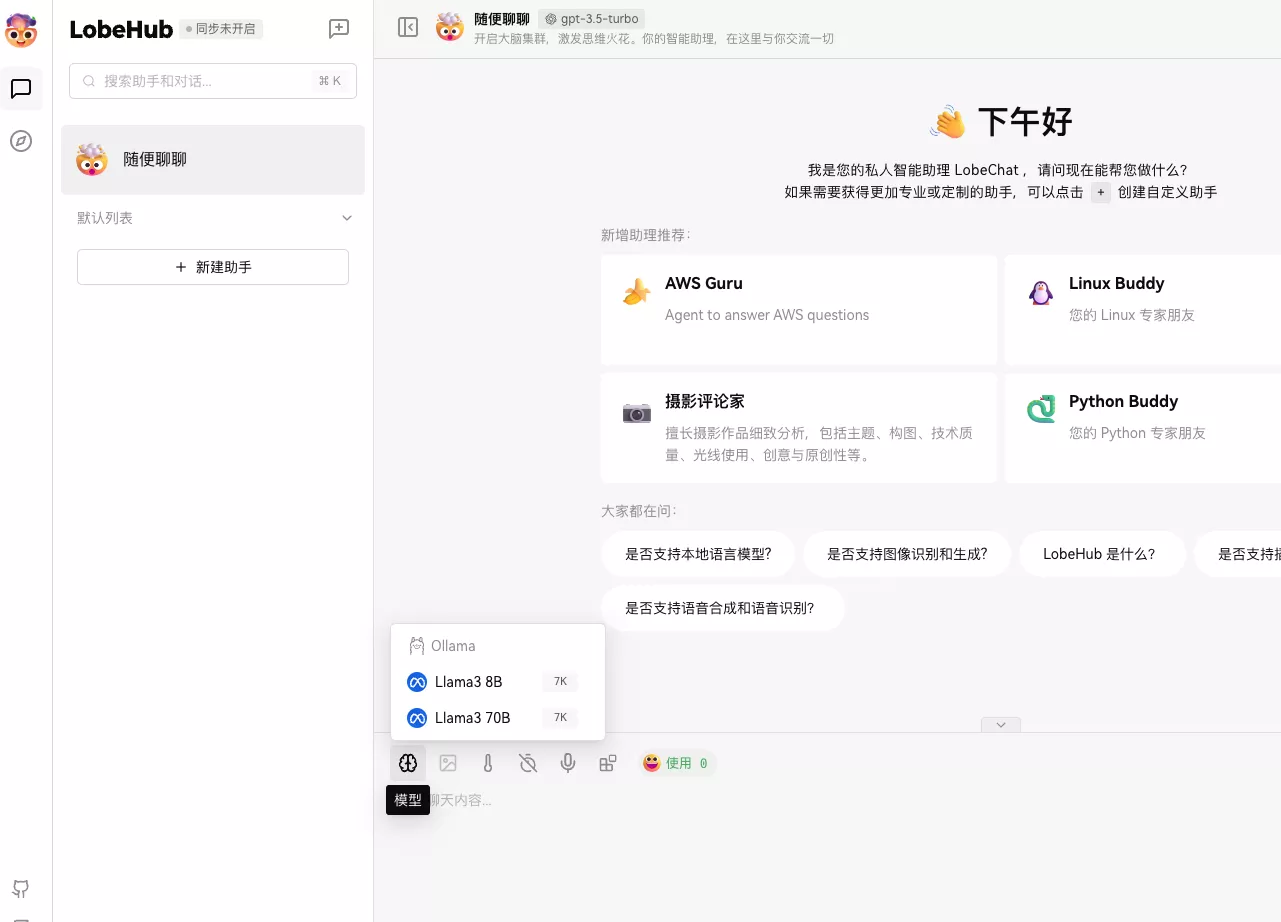 LobeHub
同步未开启
搜索助手和对话...
⌘ K
随便聊聊
默认列表
+ 新建助手
随便聊聊
gpt-3.5-turbo
开启大脑集群，激发思维火花。你的智能助理，在这里与你交流一切
下午好
我是您的私人智能助理 LobeChat ，请问现在能帮您做什么？
如果需要获得更加专业或定制的助手，可以点击 + 创建自定义助手
新增助理推荐：
AWS Guru
Agent to answer AWS questions
Linux Buddy
您的 Linux 专家朋友
摄影评论家
擅长摄影作品细致分析，包括主题、构图、技术质
量、光线使用、创意与原创性等。
Python Buddy
您的 Python 专家朋友
大家都在问：
是否支持本地语言模型？
是否支持图像识别和生成？
LobeHub 是什么？
是否支持
是否支持语音合成和语音识别？
Ollama
Llama3 8B 7K
Llama3 70B 7K
使用 0
模型
聊天内容...